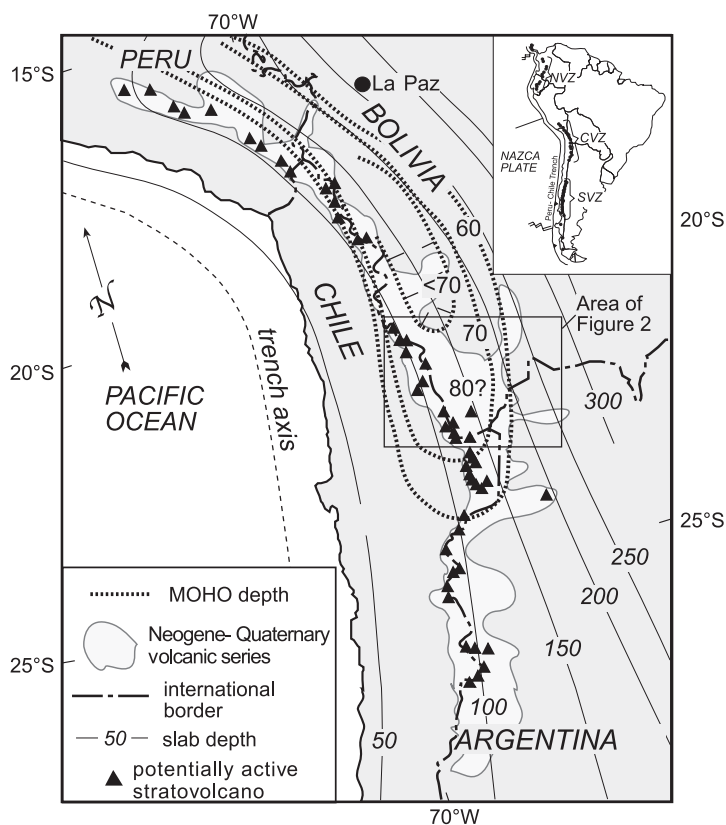 70°W
15°S
PERU
La Paz
BOLIVIA
NVZ
CVZ
NAZCA
PLATE
Peru- Chile Trench
SVZ
20°S
60
<70
70
80?
Area of
Figure 2
CHILE
N
20°S
PACIFIC
OCEAN
trench axis
300
25°S
250
200
150
100
50
25°S
ARGENTINA
MOHO depth
Neogene- Quaternary
volcanic series
international
border
50 slab depth
potentially active
stratovolcano
70°W